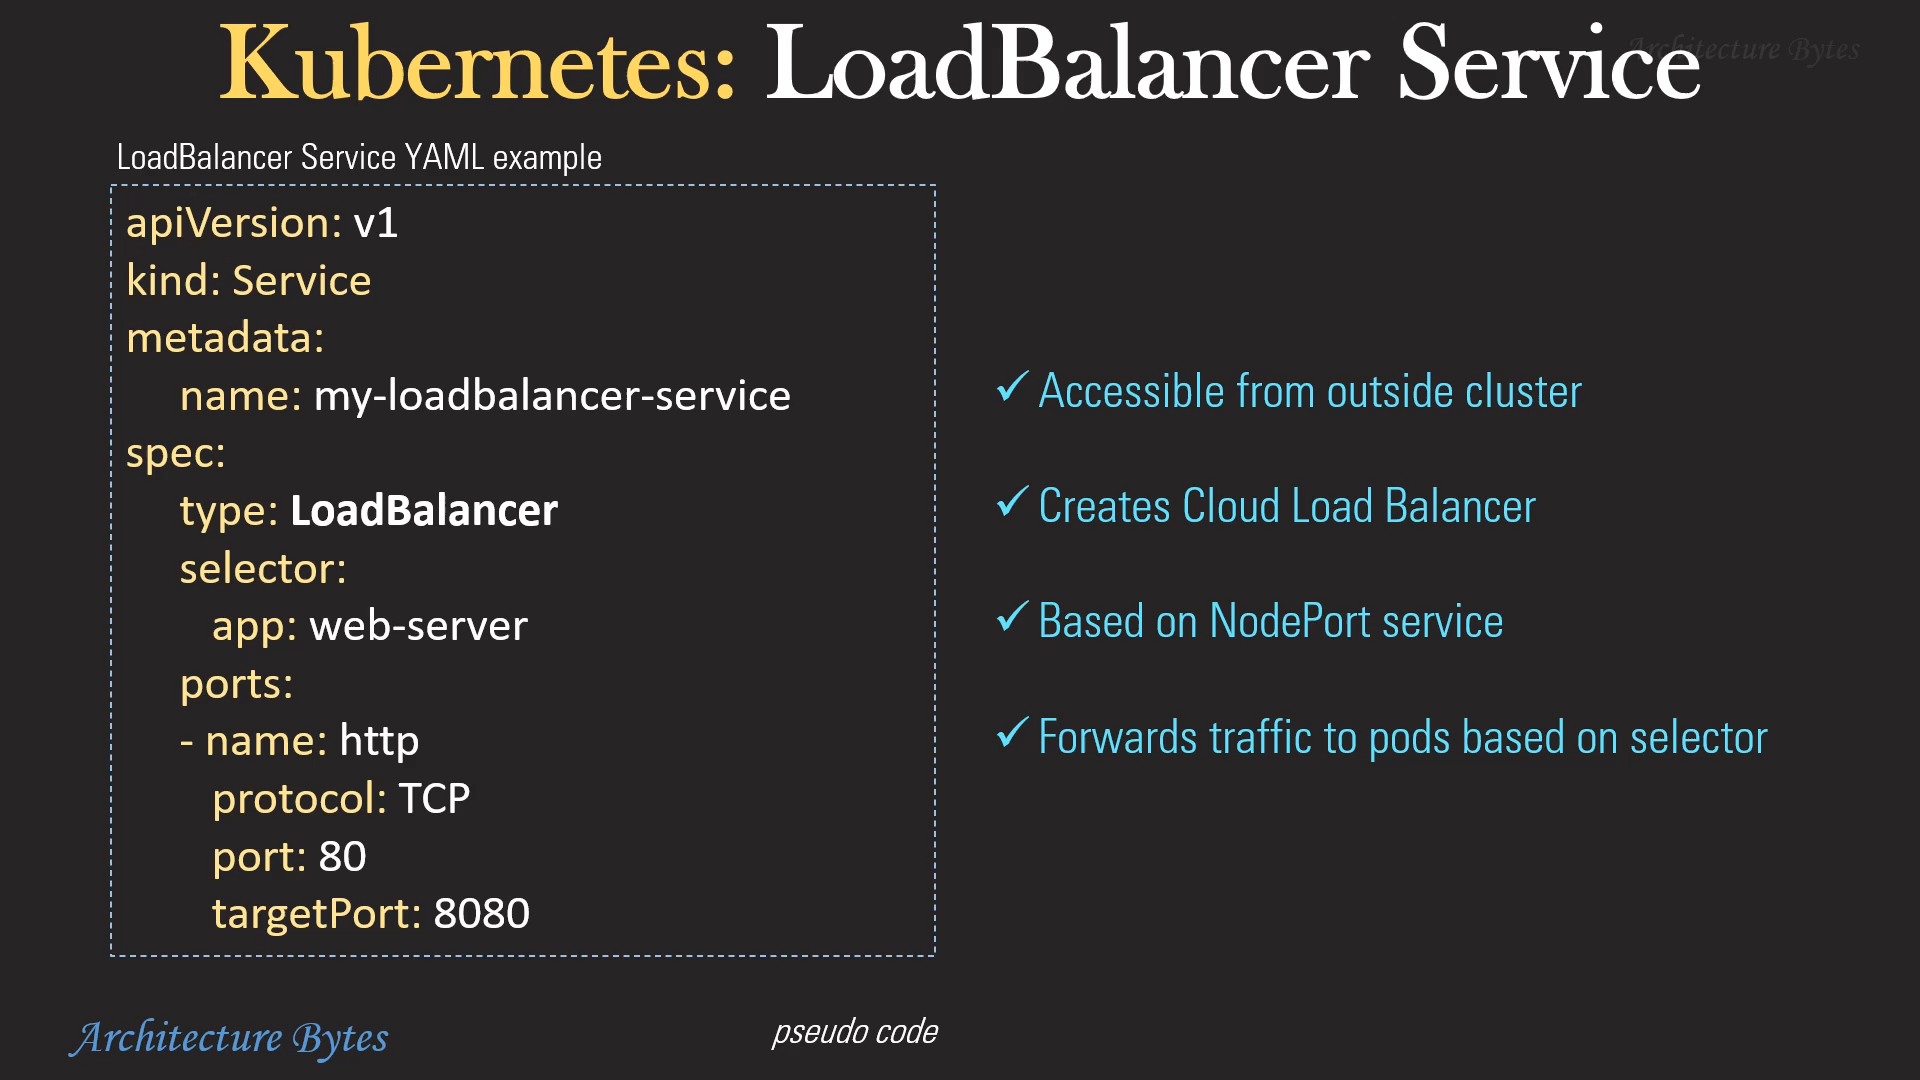 Kubernetes: LoadBalancer Service
Architecture Bytes
LoadBalancer Service YAML example
apiVersion: v1
kind: Service
metadata:
name: my-loadbalancer-service
spec:
type: LoadBalancer
selector:
app: web-server
ports:
- name: http
protocol: TCP
port: 80
targetPort: 8080
✓ Accessible from outside cluster
✓ Creates Cloud Load Balancer
✓ Based on NodePort service
✓ Forwards traffic to pods based on selector
Architecture Bytes
pseudo code